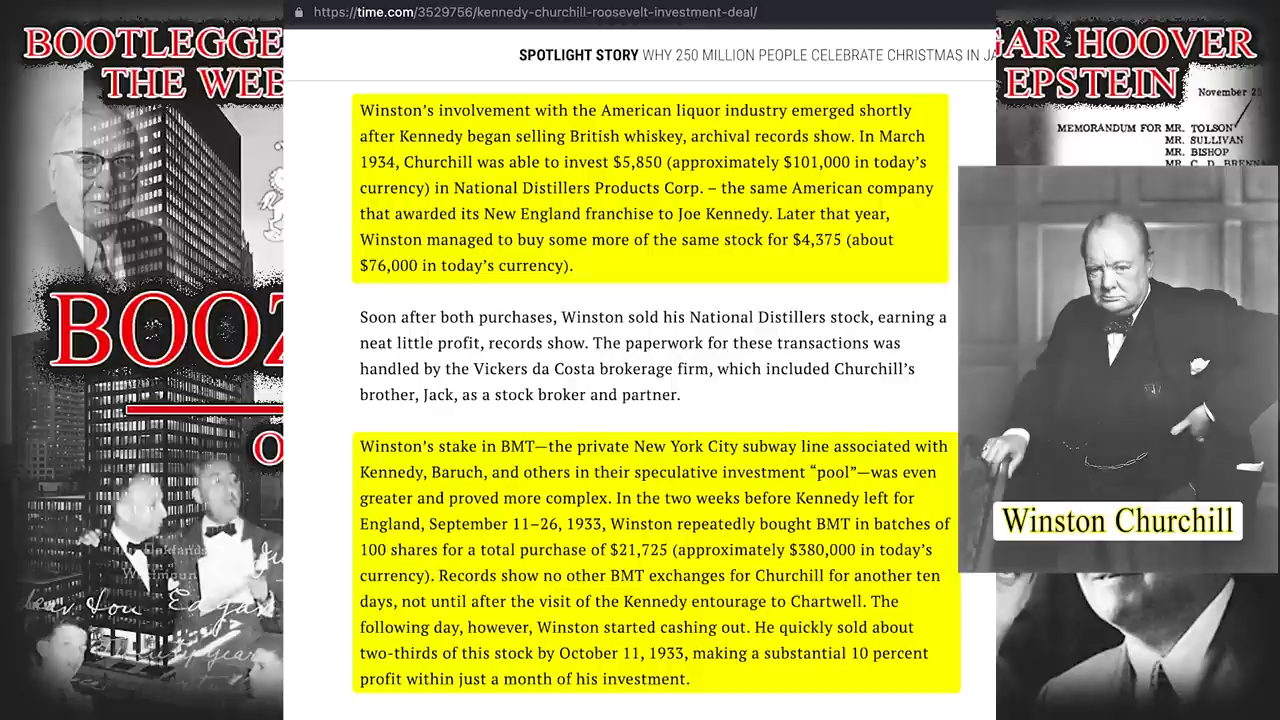 https://time.com/3529756/kennedy-churchill-roosevelt-investment-deal/
BOOTLEGGE
THE WEB
GAR HOOVER
EPSTEIN
SPOTLIGHT STORY WHY 250 MILLION PEOPLE CELEBRATE CHRISTMAS IN JA
November 25
MEMORANDUM FOR MR. TOLSON
MR. SULLIVAN
MR. BISHOP
MR. C. D. BRENNA
Winston’s involvement with the American liquor industry emerged shortly
after Kennedy began selling British whiskey, archival records show. In March
1934, Churchill was able to invest $5,850 (approximately $101,000 in today’s
currency) in National Distillers Products Corp. – the same American company
that awarded its New England franchise to Joe Kennedy. Later that year,
Winston managed to buy some more of the same stock for $4,375 (about
$76,000 in today’s currency).
BOOZ
Soon after both purchases, Winston sold his National Distillers stock, earning a
neat little profit, records show. The paperwork for these transactions was
handled by the Vickers da Costa brokerage firm, which included Churchill’s
brother, Jack, as a stock broker and partner.
O
Winston’s stake in BMT—the private New York City subway line associated with
Kennedy, Baruch, and others in their speculative investment “pool”—was even
greater and proved more complex. In the two weeks before Kennedy left for
England, September 11–26, 1933, Winston repeatedly bought BMT in batches of
100 shares for a total purchase of $21,725 (approximately $380,000 in today’s
currency). Records show no other BMT exchanges for Churchill for another ten
days, not until after the visit of the Kennedy entourage to Chartwell. The
following day, however, Winston started cashing out. He quickly sold about
two-thirds of this stock by October 11, 1933, making a substantial 10 percent
profit within just a month of his investment.
Winston Churchill
Edgar